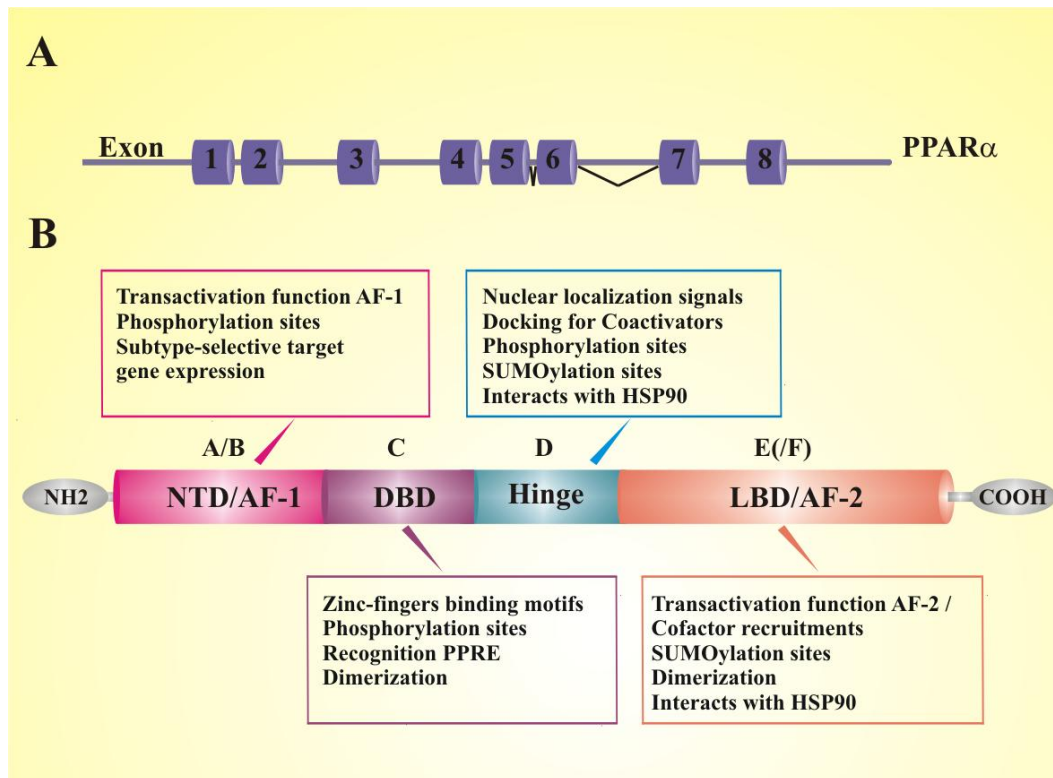 A
Exon 1 2 3 4 5 6 7 8 PPARα
B
Transactivation function AF-1
Phosphorylation sites
Subtype-selective target
gene expression
Nuclear localization signals
Docking for Coactivators
Phosphorylation sites
SUMOylation sites
Interacts with HSP90
A/B C D E(/F)
NH2 NTD/AF-1 DBD Hinge LBD/AF-2 COOH
Zinc-fingers binding motifs
Phosphorylation sites
Recognition PPRE
Dimerization
Transactivation function AF-2 /
Cofactor recruitments
SUMOylation sites
Dimerization
Interacts with HSP90